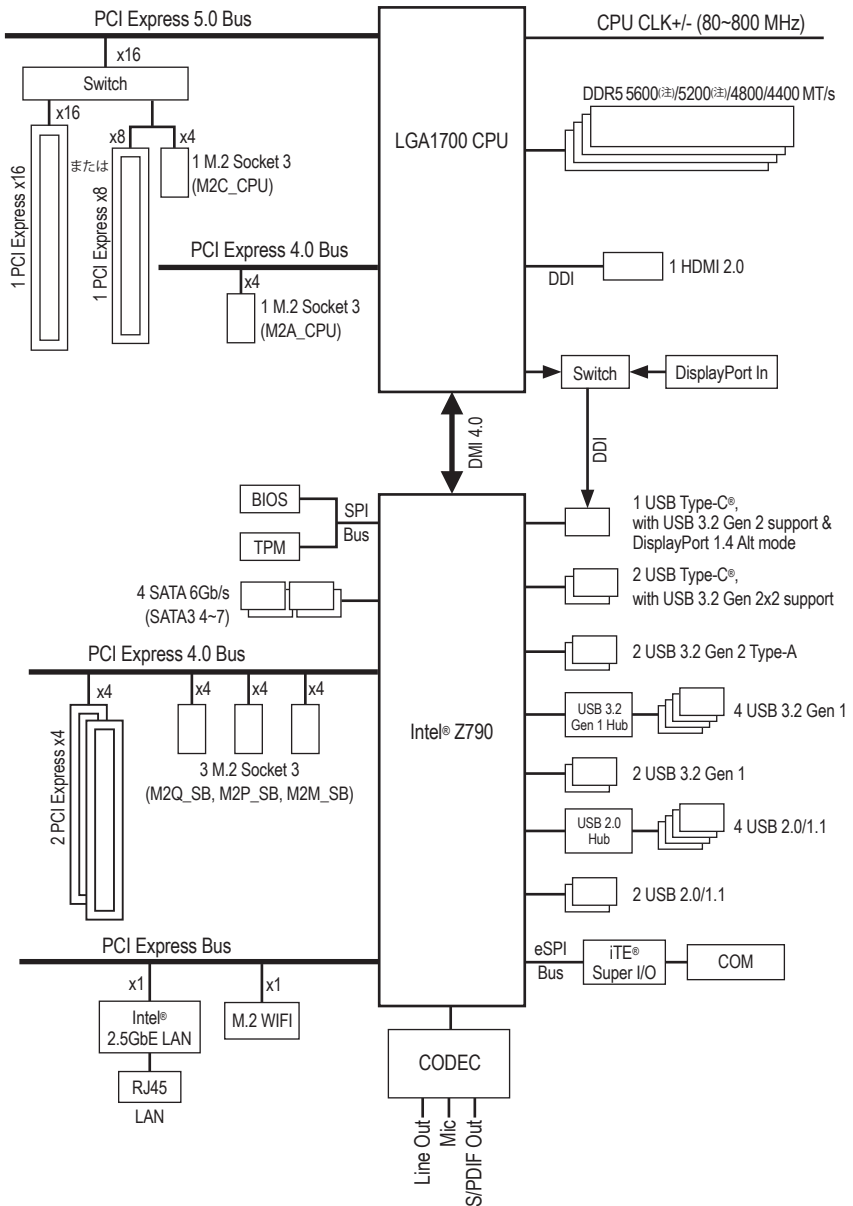 PCI Express 5.0 Bus
CPU CLK+/- (80~800 MHz)
x16
Switch
x16
x8
x4
または
1 PCI Express x16
1 PCI Express x8
1 M.2 Socket 3
(M2C_CPU)
LGA1700 CPU
DDR5 5600(注)/5200(注)/4800/4400 MT/s
PCI Express 4.0 Bus
x4
1 M.2 Socket 3
(M2A_CPU)
DDI
1 HDMI 2.0
Switch
DisplayPort In
DDI
DMI 4.0
BIOS
TPM
SPI
Bus
4 SATA 6Gb/s
(SATA3 4~7)
1 USB Type-C®,
with USB 3.2 Gen 2 support &
DisplayPort 1.4 Alt mode
2 USB Type-C®,
with USB 3.2 Gen 2x2 support
PCI Express 4.0 Bus
x4
x4
x4
x4
2 PCI Express x4
3 M.2 Socket 3
(M2Q_SB, M2P_SB, M2M_SB)
Intel® Z790
2 USB 3.2 Gen 2 Type-A
USB 3.2
Gen 1 Hub
4 USB 3.2 Gen 1
2 USB 3.2 Gen 1
USB 2.0
Hub
4 USB 2.0/1.1
2 USB 2.0/1.1
PCI Express Bus
x1
x1
Intel®
2.5GbE LAN
M.2 WIFI
RJ45
LAN
eSPI
Bus
iTE®
Super I/O
COM
CODEC
Line Out
Mic
S/PDIF Out